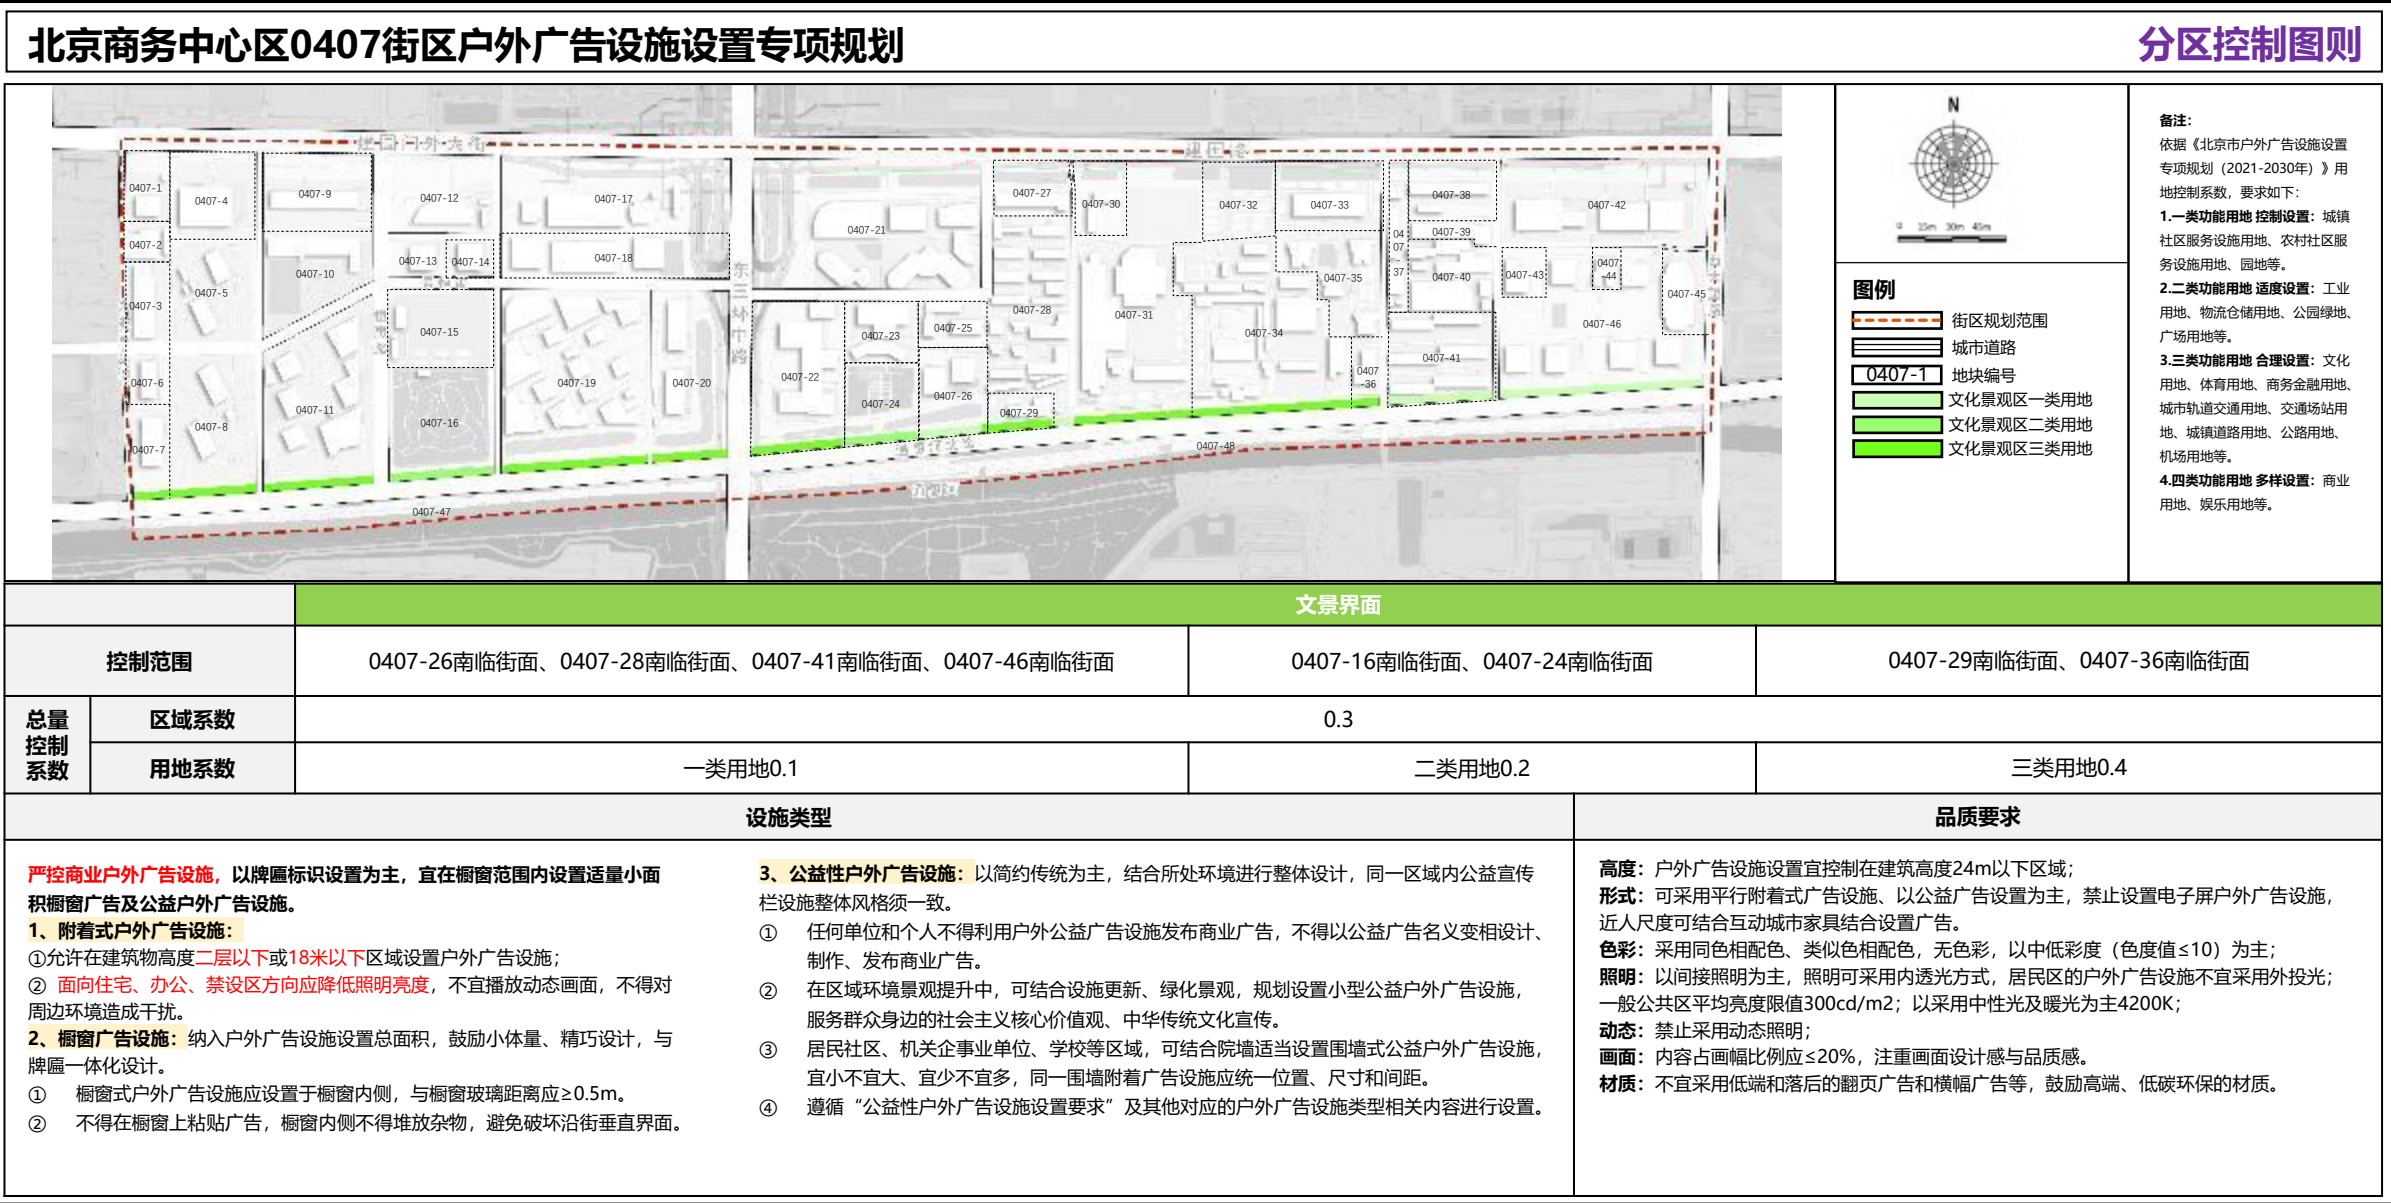 北京商务中心区0407街区户外广告设施设置专项规划
分区控制图则
建国门外大街
建国路
东三环中路
0407-1
0407-2
0407-3
0407-4
0407-5
0407-6
0407-7
0407-8
0407-9
0407-10
0407-11
0407-12
0407-13
0407-14
0407-15
0407-16
0407-17
0407-18
0407-19
0407-20
0407-21
0407-22
0407-23
0407-24
0407-25
0407-26
0407-27
0407-28
0407-29
0407-30
0407-31
0407-32
0407-33
0407-34
0407-35
0407
-36
04
07
-
37
0407-38
0407-39
0407-40
0407-41
0407-42
0407-43
0407
-44
0407-45
0407-46
0407-47
0407-48
N
0 15m 30m 45m
图例
街区规划范围
城市道路
0407-1 地块编号
文化景观区一类用地
文化景观区二类用地
文化景观区三类用地
备注：
依据《北京市户外广告设施设置
专项规划（2021-2030年）》用
地控制系数，要求如下：
1.一类功能用地 控制设置：城镇
社区服务设施用地、农村社区服
务设施用地、园地等。
2.二类功能用地 适度设置：工业
用地、物流仓储用地、公园绿地、
广场用地等。
3.三类功能用地 合理设置：文化
用地、体育用地、商务金融用地、
城市轨道交通用地、交通场站用
地、城镇道路用地、公路用地、
机场用地等。
4.四类功能用地 多样设置：商业
用地、娱乐用地等。
文景界面
控制范围
0407-26南临街面、0407-28南临街面、0407-41南临街面、0407-46南临街面
0407-16南临街面、0407-24南临街面
0407-29南临街面、0407-36南临街面
总量
控制
系数
区域系数
0.3
用地系数
一类用地0.1
二类用地0.2
三类用地0.4
设施类型
品质要求
严控商业户外广告设施，以牌匾标识设置为主，宜在橱窗范围内设置适量小面
积橱窗广告及公益户外广告设施。
1、附着式户外广告设施：
①允许在建筑物高度二层以下或18米以下区域设置户外广告设施；
② 面向住宅、办公、禁设区方向应降低照明亮度，不宜播放动态画面，不得对
周边环境造成干扰。
2、橱窗广告设施：纳入户外广告设施设置总面积，鼓励小体量、精巧设计，与
牌匾一体化设计。
① 橱窗式户外广告设施应设置于橱窗内侧，与橱窗玻璃距离应≥0.5m。
② 不得在橱窗上粘贴广告，橱窗内侧不得堆放杂物，避免破坏沿街垂直界面。
3、公益性户外广告设施：以简约传统为主，结合所处环境进行整体设计，同一区域内公益宣传
栏设施整体风格须一致。
① 任何单位和个人不得利用户外公益广告设施发布商业广告，不得以公益广告名义变相设计、
制作、发布商业广告。
② 在区域环境景观提升中，可结合设施更新、绿化景观，规划设置小型公益户外广告设施，
服务群众身边的社会主义核心价值观、中华传统文化宣传。
③ 居民社区、机关企事业单位、学校等区域，可结合院墙适当设置围墙式公益户外广告设施，
宜小不宜大、宜少不宜多，同一围墙附着广告设施应统一位置、尺寸和间距。
④ 遵循“公益性户外广告设施设置要求”及其他对应的户外广告设施类型相关内容进行设置。
高度：户外广告设施设置宜控制在建筑高度24m以下区域；
形式：可采用平行附着式广告设施、以公益广告设置为主，禁止设置电子屏户外广告设施，
近人尺度可结合互动城市家具结合设置广告。
色彩：采用同色相配色、类似色相配色，无色彩，以中低彩度（色度值≤10）为主；
照明：以间接照明为主，照明可采用内透光方式，居民区的户外广告设施不宜采用外投光；
一般公共区平均亮度限值300cd/m2；以采用中性光及暖光为主4200K；
动态：禁止采用动态照明；
画面：内容占画幅比例应≤20%，注重画面设计感与品质感。
材质：不宜采用低端和落后的翻页广告和横幅广告等，鼓励高端、低碳环保的材质。